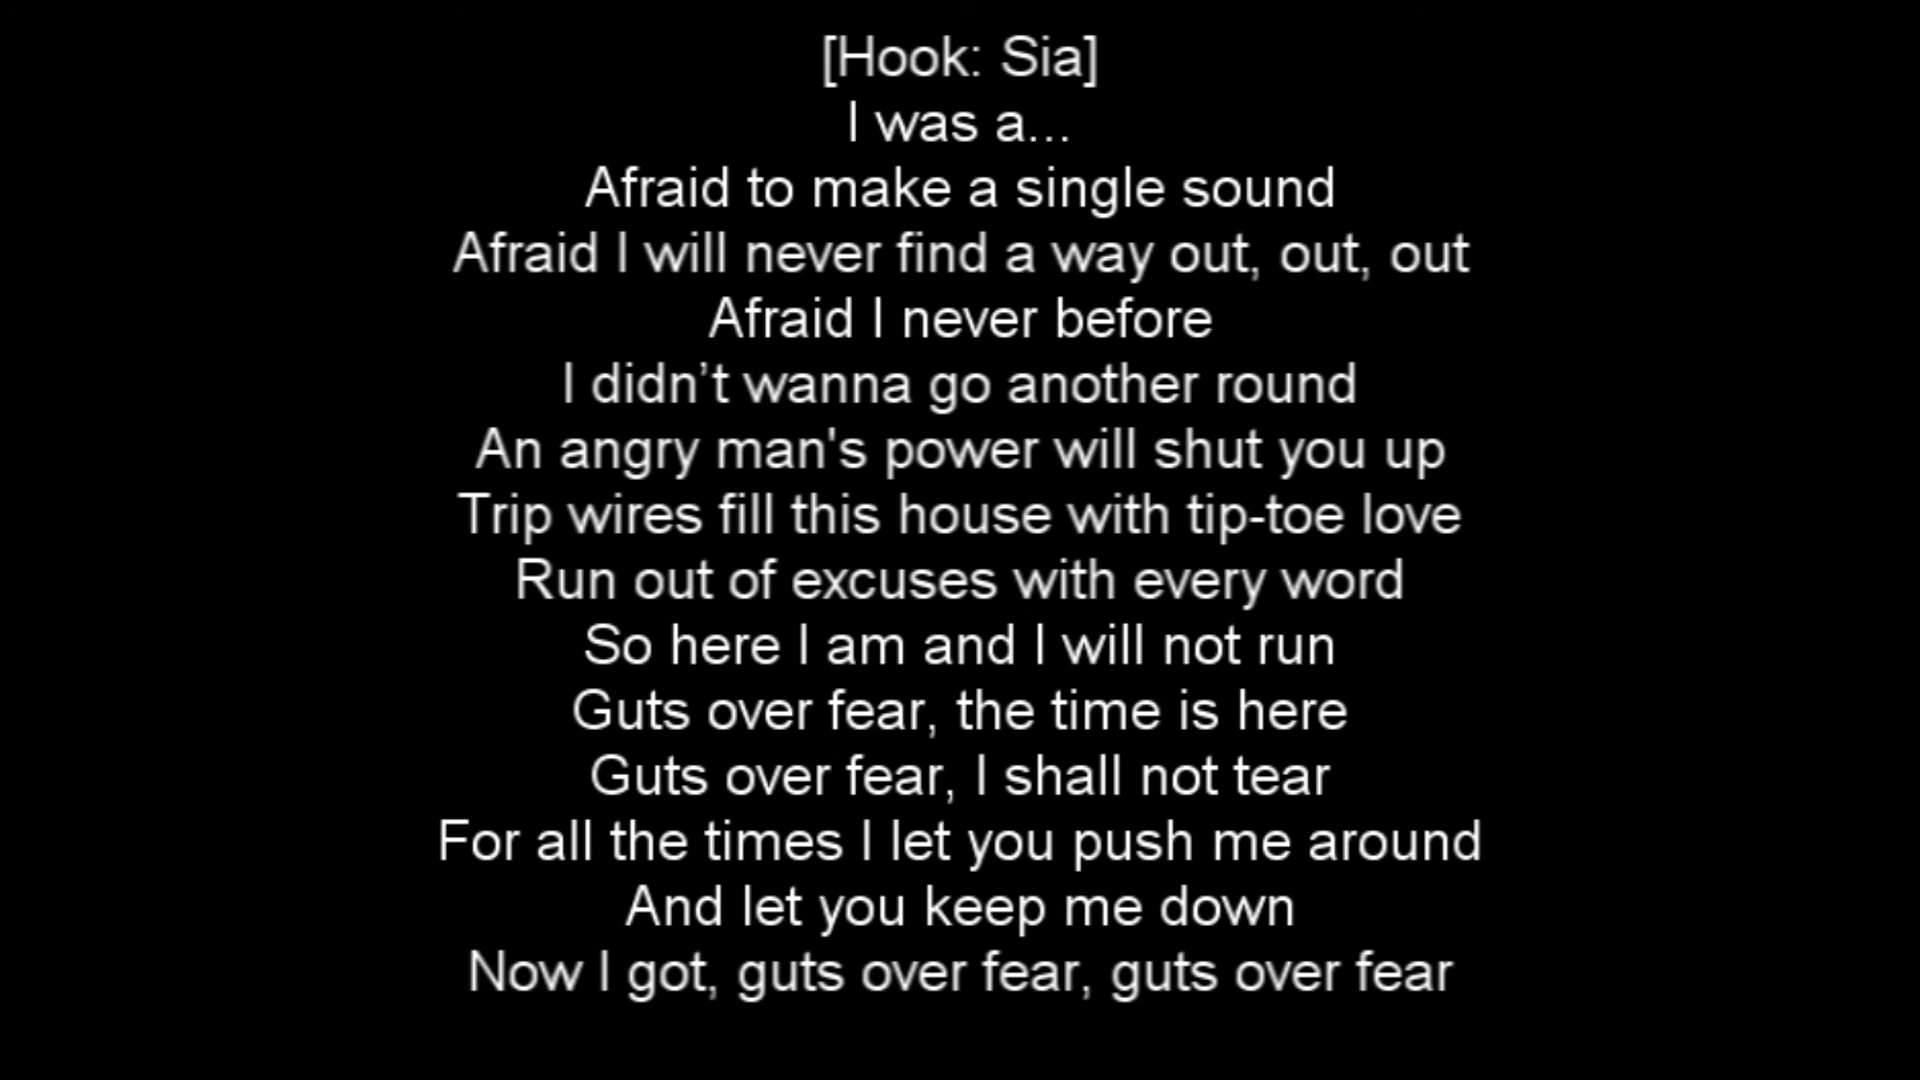 [Hook: Sia]
I was a...
Afraid to make a single sound
Afraid I will never find a way out, out, out
Afraid I never before
I didn’t wanna go another round
An angry man's power will shut you up
Trip wires fill this house with tip-toe love
Run out of excuses with every word
So here I am and I will not run
Guts over fear, the time is here
Guts over fear, I shall not tear
For all the times I let you push me around
And let you keep me down
Now I got, guts over fear, guts over fear